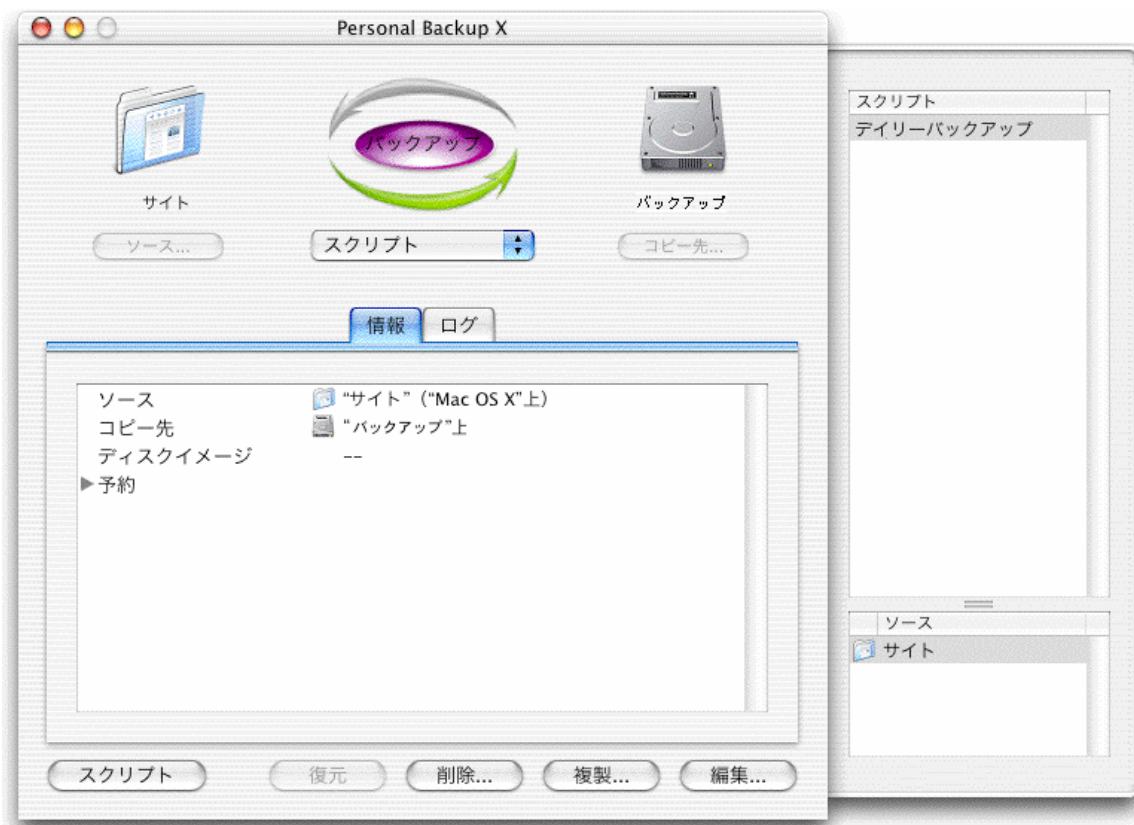 Personal Backup X
バックアップ
サイト
バックアップ
ソース...
スクリプト
コピー先...
情報
ログ
ソース
“サイト”（“Mac OS X”上）
コピー先
“バックアップ”上
ディスクイメージ
--
予約
スクリプト
復元
削除...
複製...
編集...
スクリプト
デイリーバックアップ
ソース
サイト